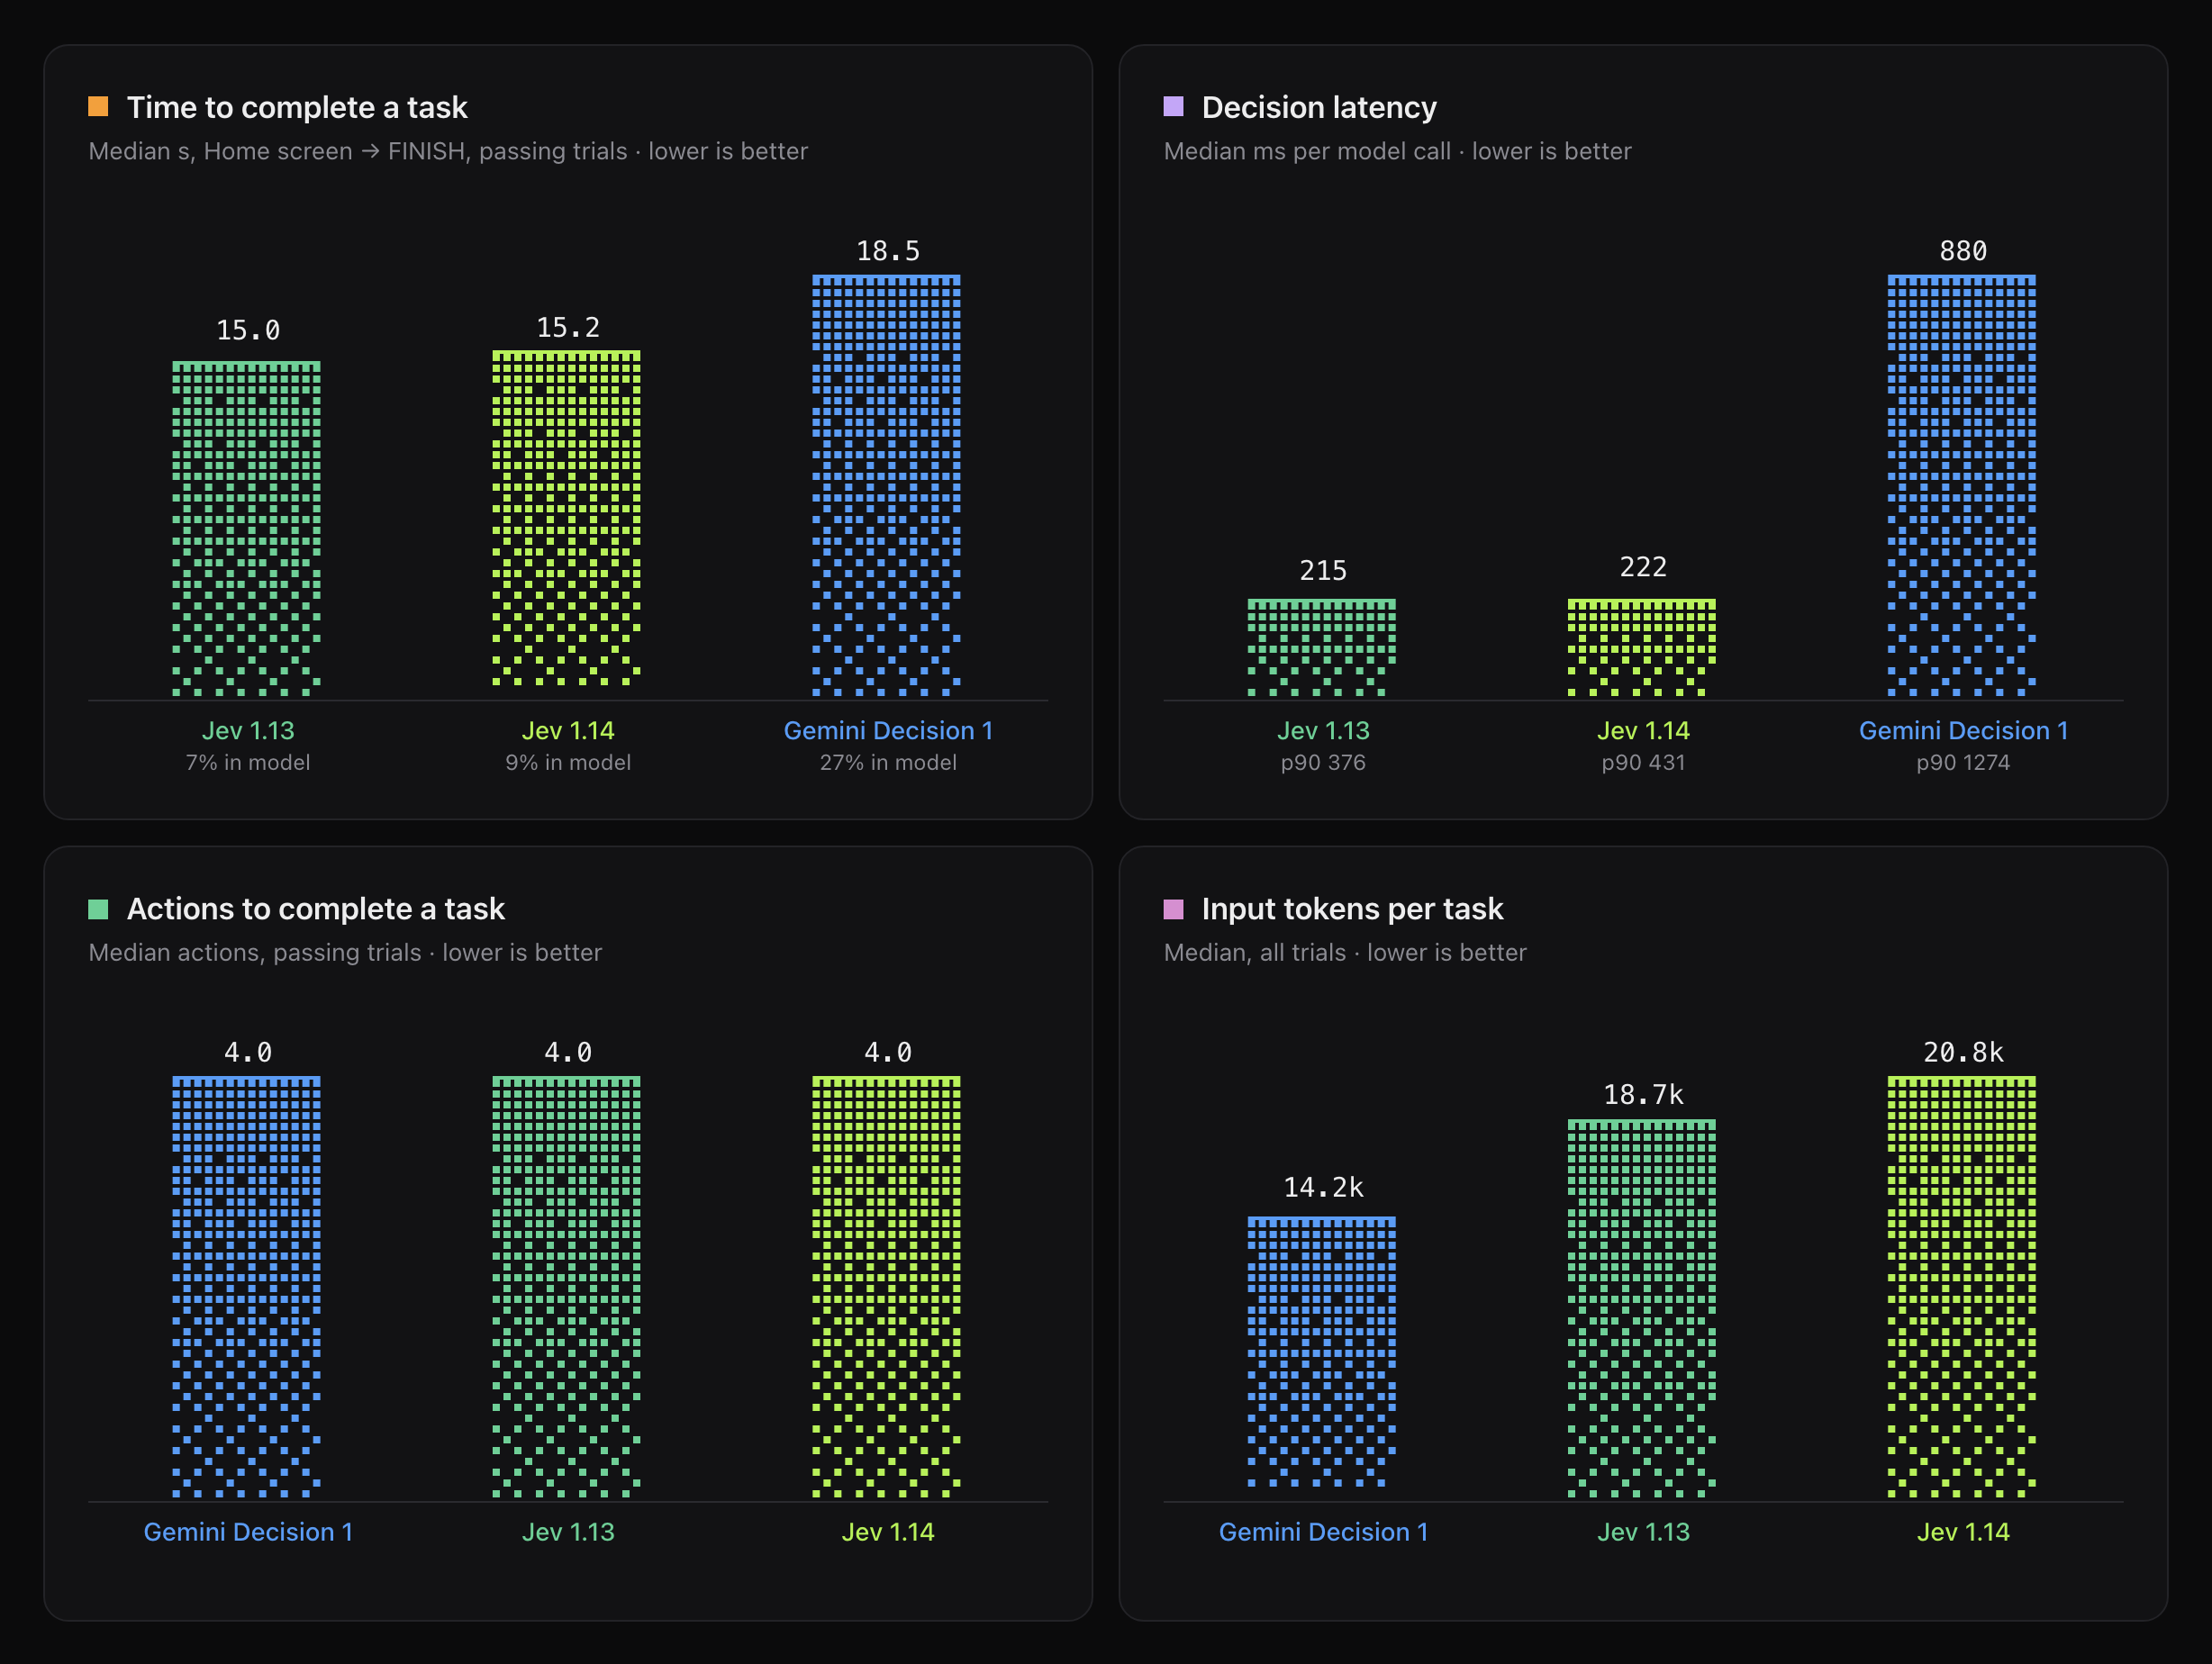 Time to complete a task
Median s, Home screen → FINISH, passing trials · lower is better
15.0
15.2
18.5
Jev 1.13
7% in model
Jev 1.14
9% in model
Gemini Decision 1
27% in model
Decision latency
Median ms per model call · lower is better
215
222
880
Jev 1.13
p90 376
Jev 1.14
p90 431
Gemini Decision 1
p90 1274
Actions to complete a task
Median actions, passing trials · lower is better
4.0
4.0
4.0
Gemini Decision 1
Jev 1.13
Jev 1.14
Input tokens per task
Median, all trials · lower is better
14.2k
18.7k
20.8k
Gemini Decision 1
Jev 1.13
Jev 1.14